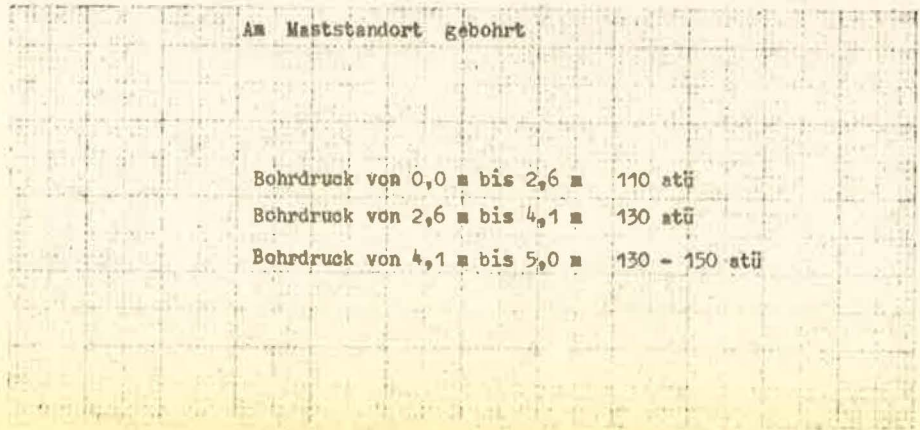 Am Maststandort gebohrt
Bohrdruck von 0,0 m bis 2,6 m 110 atü
Bohrdruck von 2,6 m bis 4,1 m 130 atü
Bohrdruck von 4,1 m bis 5,0 m 130 - 150 atü